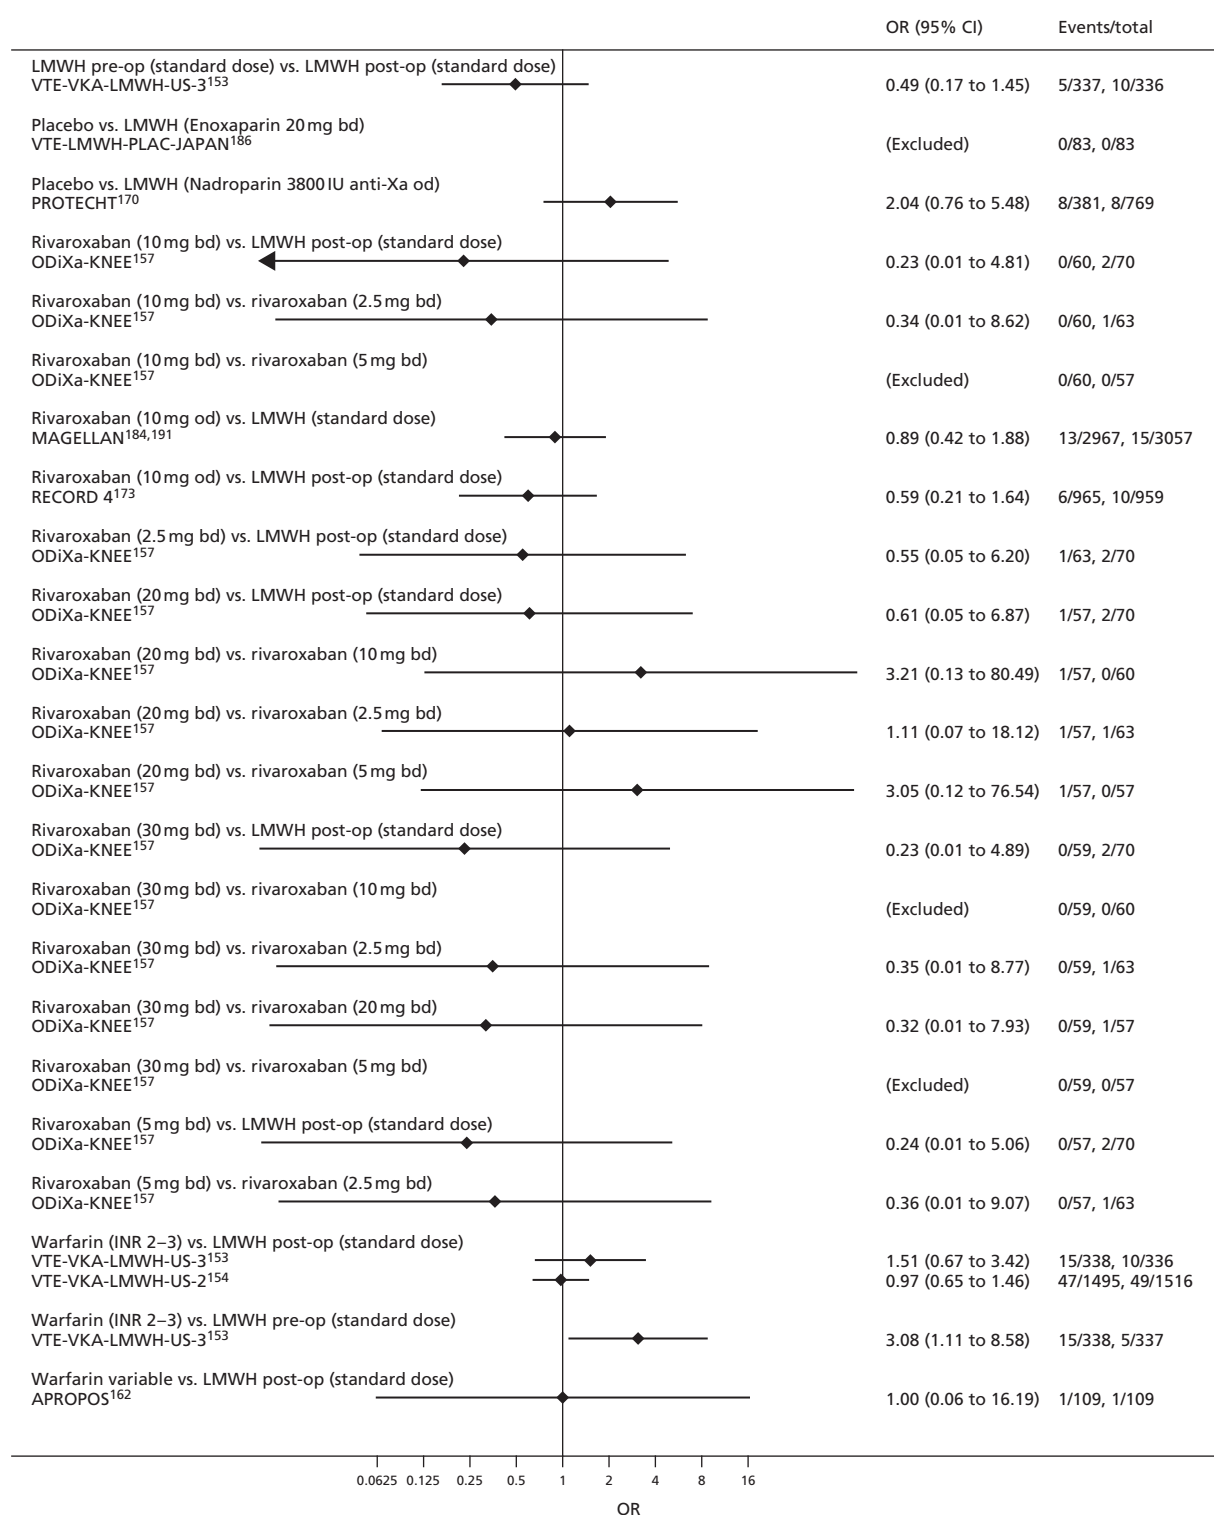 OR (95% CI) Events/total
LMWH pre-op (standard dose) vs. LMWH post-op (standard dose)
VTE-VKA-LMWH-US-3153 0.49 (0.17 to 1.45) 5/337, 10/336
Placebo vs. LMWH (Enoxaparin 20 mg bd)
VTE-LMWH-PLAC-JAPAN186 (Excluded) 0/83, 0/83
Placebo vs. LMWH (Nadroparin 3800 IU anti-Xa od)
PROTECHT170 2.04 (0.76 to 5.48) 8/381, 8/769
Rivaroxaban (10 mg bd) vs. LMWH post-op (standard dose)
ODiXa-KNEE157 0.23 (0.01 to 4.81) 0/60, 2/70
Rivaroxaban (10 mg bd) vs. rivaroxaban (2.5 mg bd)
ODiXa-KNEE157 0.34 (0.01 to 8.62) 0/60, 1/63
Rivaroxaban (10 mg bd) vs. rivaroxaban (5 mg bd)
ODiXa-KNEE157 (Excluded) 0/60, 0/57
Rivaroxaban (10 mg od) vs. LMWH (standard dose)
MAGELLAN184,191 0.89 (0.42 to 1.88) 13/2967, 15/3057
Rivaroxaban (10 mg od) vs. LMWH post-op (standard dose)
RECORD 4173 0.59 (0.21 to 1.64) 6/965, 10/959
Rivaroxaban (2.5 mg bd) vs. LMWH post-op (standard dose)
ODiXa-KNEE157 0.55 (0.05 to 6.20) 1/63, 2/70
Rivaroxaban (20 mg bd) vs. LMWH post-op (standard dose)
ODiXa-KNEE157 0.61 (0.05 to 6.87) 1/57, 2/70
Rivaroxaban (20 mg bd) vs. rivaroxaban (10 mg bd)
ODiXa-KNEE157 3.21 (0.13 to 80.49) 1/57, 0/60
Rivaroxaban (20 mg bd) vs. rivaroxaban (2.5 mg bd)
ODiXa-KNEE157 1.11 (0.07 to 18.12) 1/57, 1/63
Rivaroxaban (20 mg bd) vs. rivaroxaban (5 mg bd)
ODiXa-KNEE157 3.05 (0.12 to 76.54) 1/57, 0/57
Rivaroxaban (30 mg bd) vs. LMWH post-op (standard dose)
ODiXa-KNEE157 0.23 (0.01 to 4.89) 0/59, 2/70
Rivaroxaban (30 mg bd) vs. rivaroxaban (10 mg bd)
ODiXa-KNEE157 (Excluded) 0/59, 0/60
Rivaroxaban (30 mg bd) vs. rivaroxaban (2.5 mg bd)
ODiXa-KNEE157 0.35 (0.01 to 8.77) 0/59, 1/63
Rivaroxaban (30 mg bd) vs. rivaroxaban (20 mg bd)
ODiXa-KNEE157 0.32 (0.01 to 7.93) 0/59, 1/57
Rivaroxaban (30 mg bd) vs. rivaroxaban (5 mg bd)
ODiXa-KNEE157 (Excluded) 0/59, 0/57
Rivaroxaban (5 mg bd) vs. LMWH post-op (standard dose)
ODiXa-KNEE157 0.24 (0.01 to 5.06) 0/57, 2/70
Rivaroxaban (5 mg bd) vs. rivaroxaban (2.5 mg bd)
ODiXa-KNEE157 0.36 (0.01 to 9.07) 0/57, 1/63
Warfarin (INR 2–3) vs. LMWH post-op (standard dose)
VTE-VKA-LMWH-US-3153 1.51 (0.67 to 3.42) 15/338, 10/336
VTE-VKA-LMWH-US-2154 0.97 (0.65 to 1.46) 47/1495, 49/1516
Warfarin (INR 2–3) vs. LMWH pre-op (standard dose)
VTE-VKA-LMWH-US-3153 3.08 (1.11 to 8.58) 15/338, 5/337
Warfarin variable vs. LMWH post-op (standard dose)
APROPOS162 1.00 (0.06 to 16.19) 1/109, 1/109
0.0625 0.125 0.25 0.5 1 2 4 8 16
OR